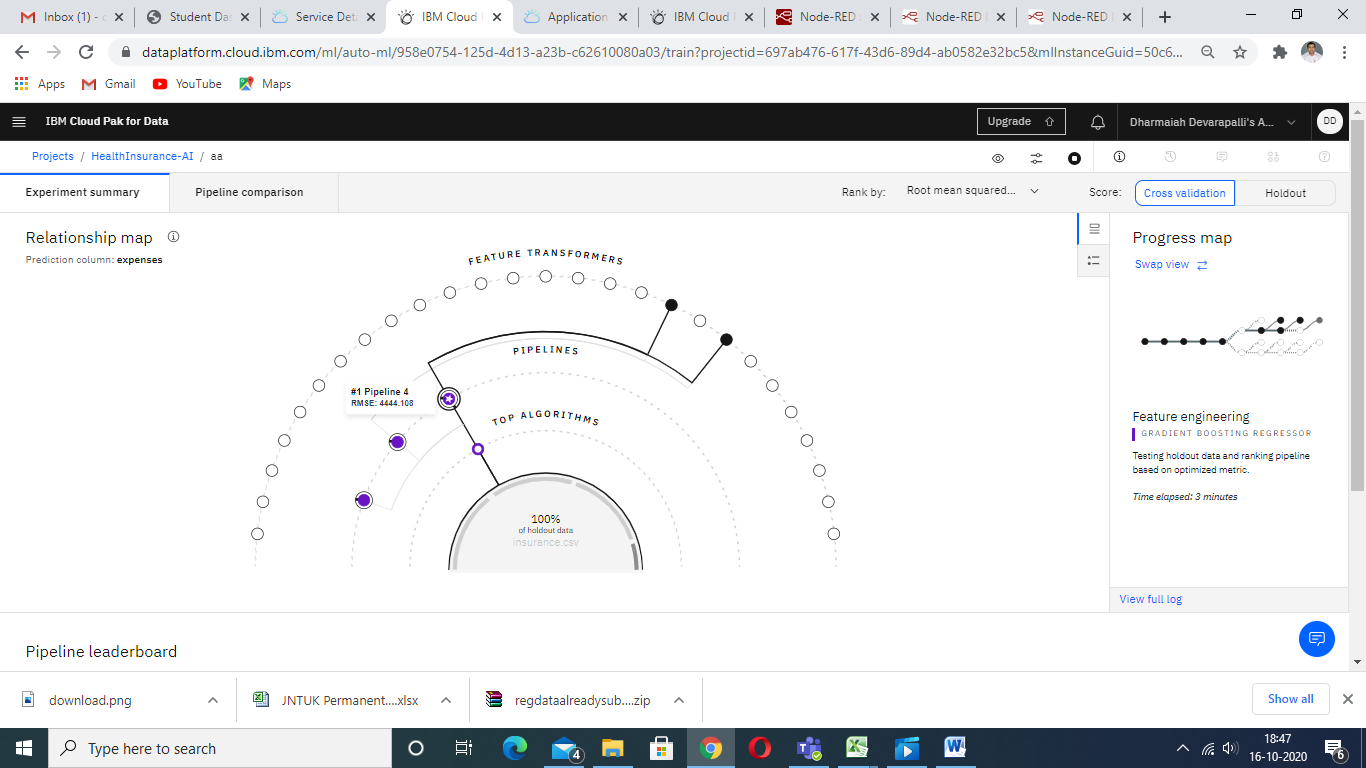 Inbox (1) - c
Student Das
Service Deta
IBM Cloud P
Application
IBM Cloud P
Node-RED :
Node-RED :
Node-RED :
dataplatform.cloud.ibm.com/ml/auto-ml/958e0754-125d-4d13-a23b-c62610080a03/train?projectid=697ab476-617f-43d6-89d4-ab0582e32bc5&mlInstanceGuid=50c6...
Apps
Gmail
YouTube
Maps
IBM Cloud Pak for Data
Upgrade
Dharmaiah Devarapalli's A...
DD
Projects / HealthInsurance-AI / aa
Experiment summary
Pipeline comparison
Rank by:
Root mean squared...
Score:
Cross validation
Holdout
Relationship map
Prediction column: expenses
FEATURE TRANSFORMERS
PIPELINES
#1 Pipeline 4
RMSE: 4444.108
TOP ALGORITHMS
100%
of holdout data
insurance.csv
Progress map
Swap view
Feature engineering
GRADIENT BOOSTING REGRESSOR
Testing holdout data and ranking pipeline
based on optimized metric.
Time elapsed: 3 minutes
View full log
Pipeline leaderboard
download.png
JNTUK Permanent....xlsx
regdataalreadysub....zip
Show all
Type here to search
4
18:47
16-10-2020
6